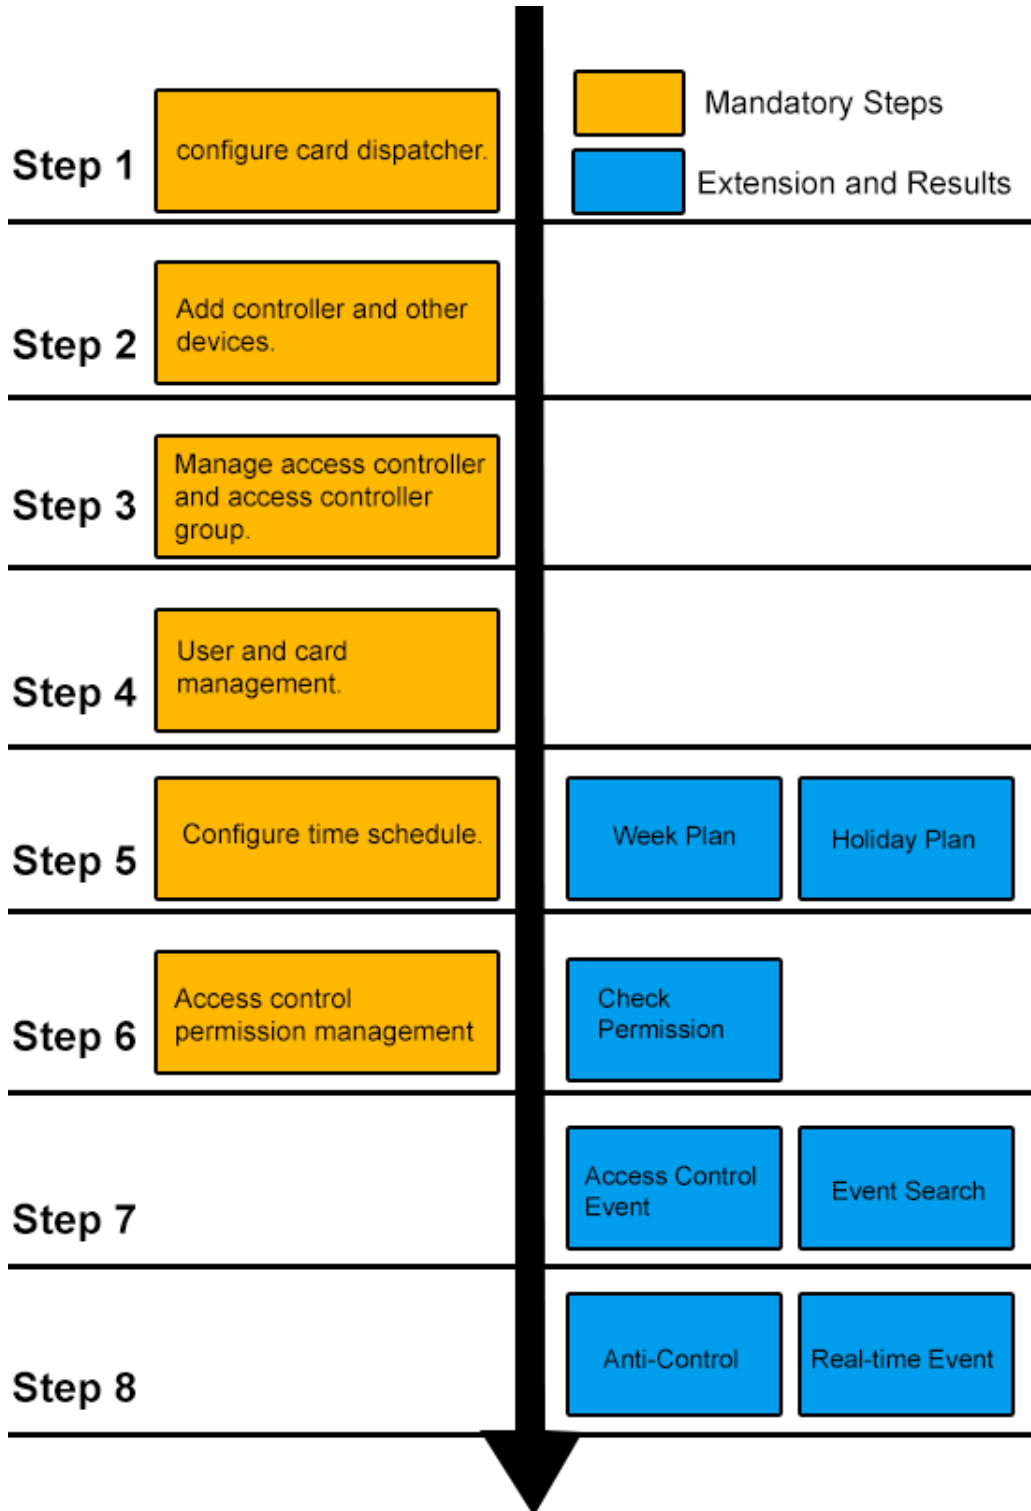 Mandatory Steps
Step 1
configure card dispatcher.
Extension and Results
Step 2
Add controller and other
devices.
Step 3
Manage access controller
and access controller
group.
Step 4
User and card
management.
Step 5
Configure time schedule.
Week Plan
Holiday Plan
Step 6
Access control
permission management
Check
Permission
Step 7
Access Control
Event
Event Search
Step 8
Anti-Control
Real-time Event